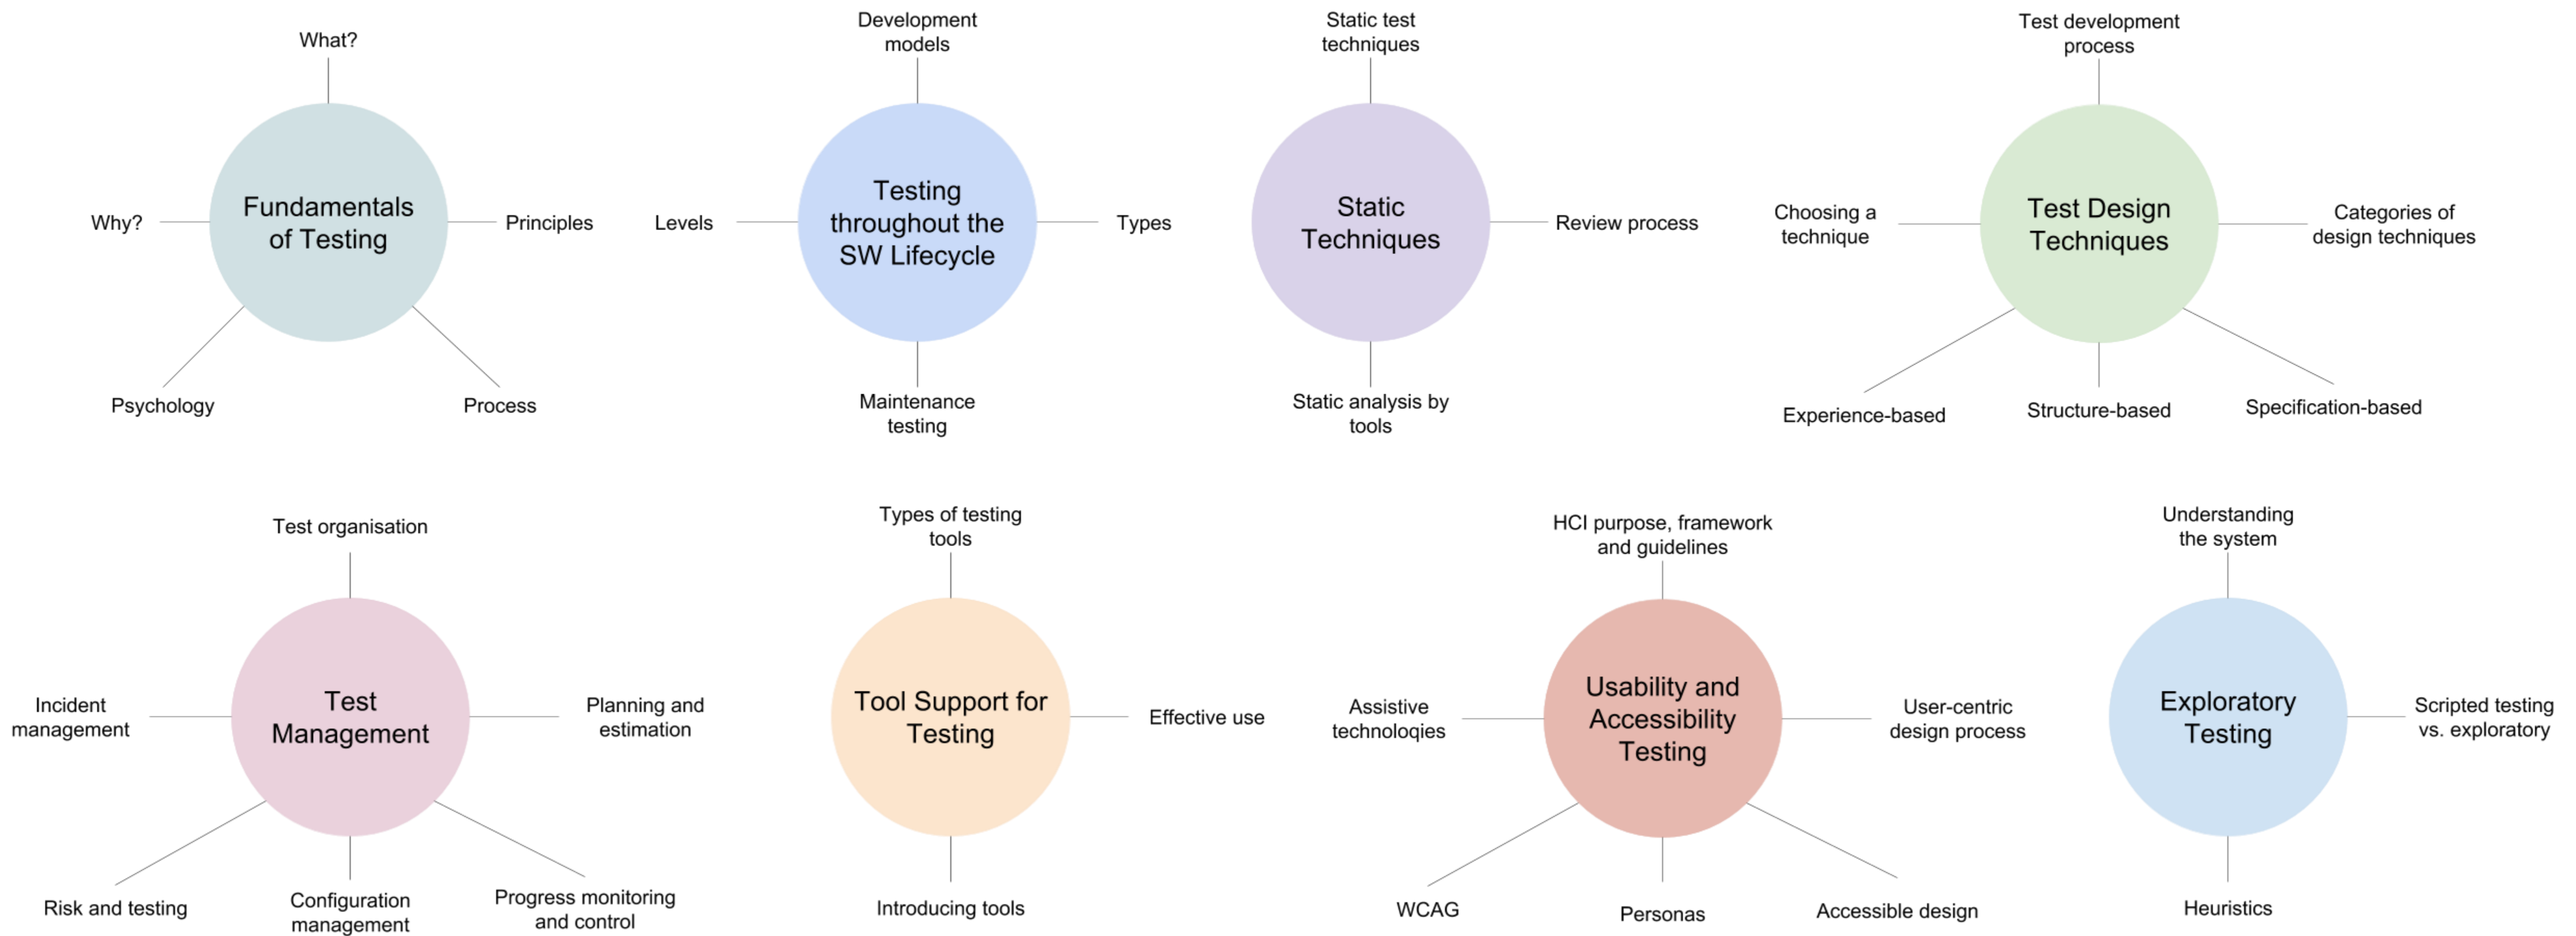 What?
Why?
Fundamentals
of Testing
Principles
Psychology
Process
Development
models
Levels
Testing
throughout the
SW Lifecycle
Types
Maintenance
testing
Static test
techniques
Static
Techniques
Review process
Static analysis by
tools
Test development
process
Choosing a
technique
Test Design
Techniques
Categories of
design techniques
Experience-based
Structure-based
Specification-based
Test organisation
Incident
management
Test
Management
Planning and
estimation
Risk and testing
Configuration
management
Progress monitoring
and control
Types of testing
tools
Tool Support for
Testing
Effective use
Introducing tools
HCI purpose, framework
and guidelines
Assistive
technologies
Usability and
Accessibility
Testing
User-centric
design process
WCAG
Personas
Accessible design
Understanding
the system
Exploratory
Testing
Scripted testing
vs. exploratory
Heuristics